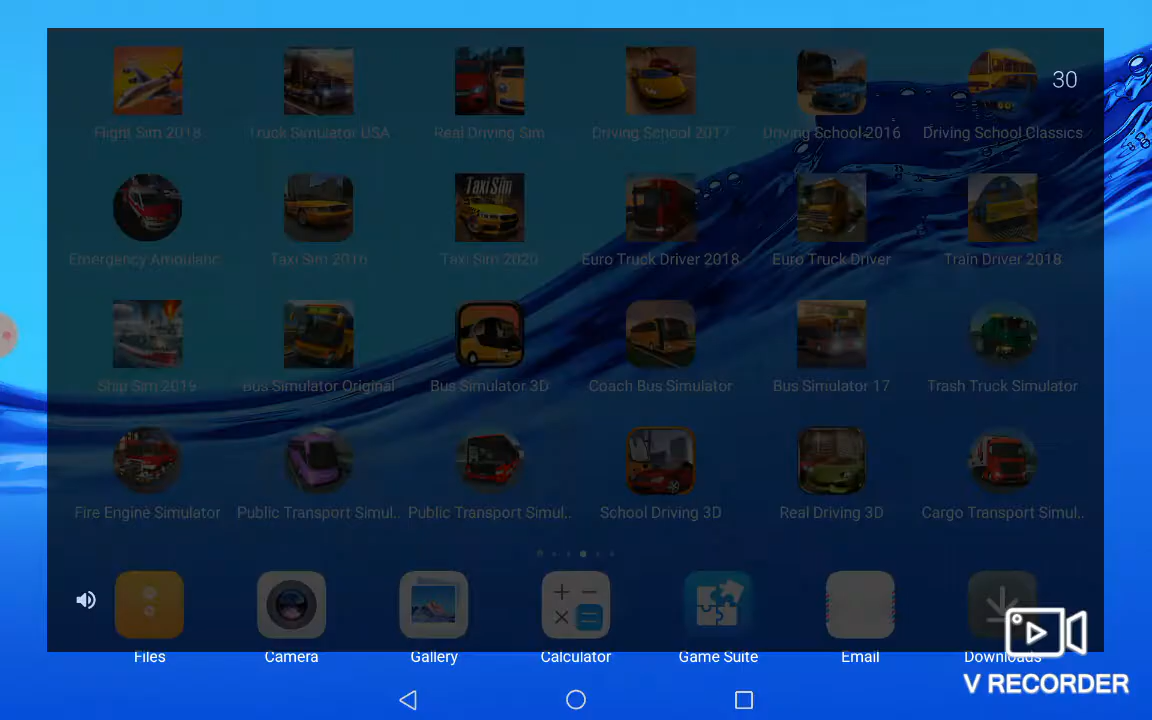 30
Flight Sim 2018
Truck Simulator USA
Real Driving Sim
Driving School 2017
Driving School 2016
Driving School Classics
Taxi Sim
Emergency Ambulanc
Taxi Sim 2016
Taxi Sim 2020
Euro Truck Driver 2018
Euro Truck Driver
Train Driver 2018
Ship Sim 2019
Bus Simulator Original
Bus Simulator 3D
Coach Bus Simulator
Bus Simulator 17
Trash Truck Simulator
Fire Engine Simulator
Public Transport Simul..
Public Transport Simul..
School Driving 3D
Real Driving 3D
Cargo Transport Simul..
Files
Camera
Gallery
Calculator
Game Suite
Email
Downloads
V RECORDER